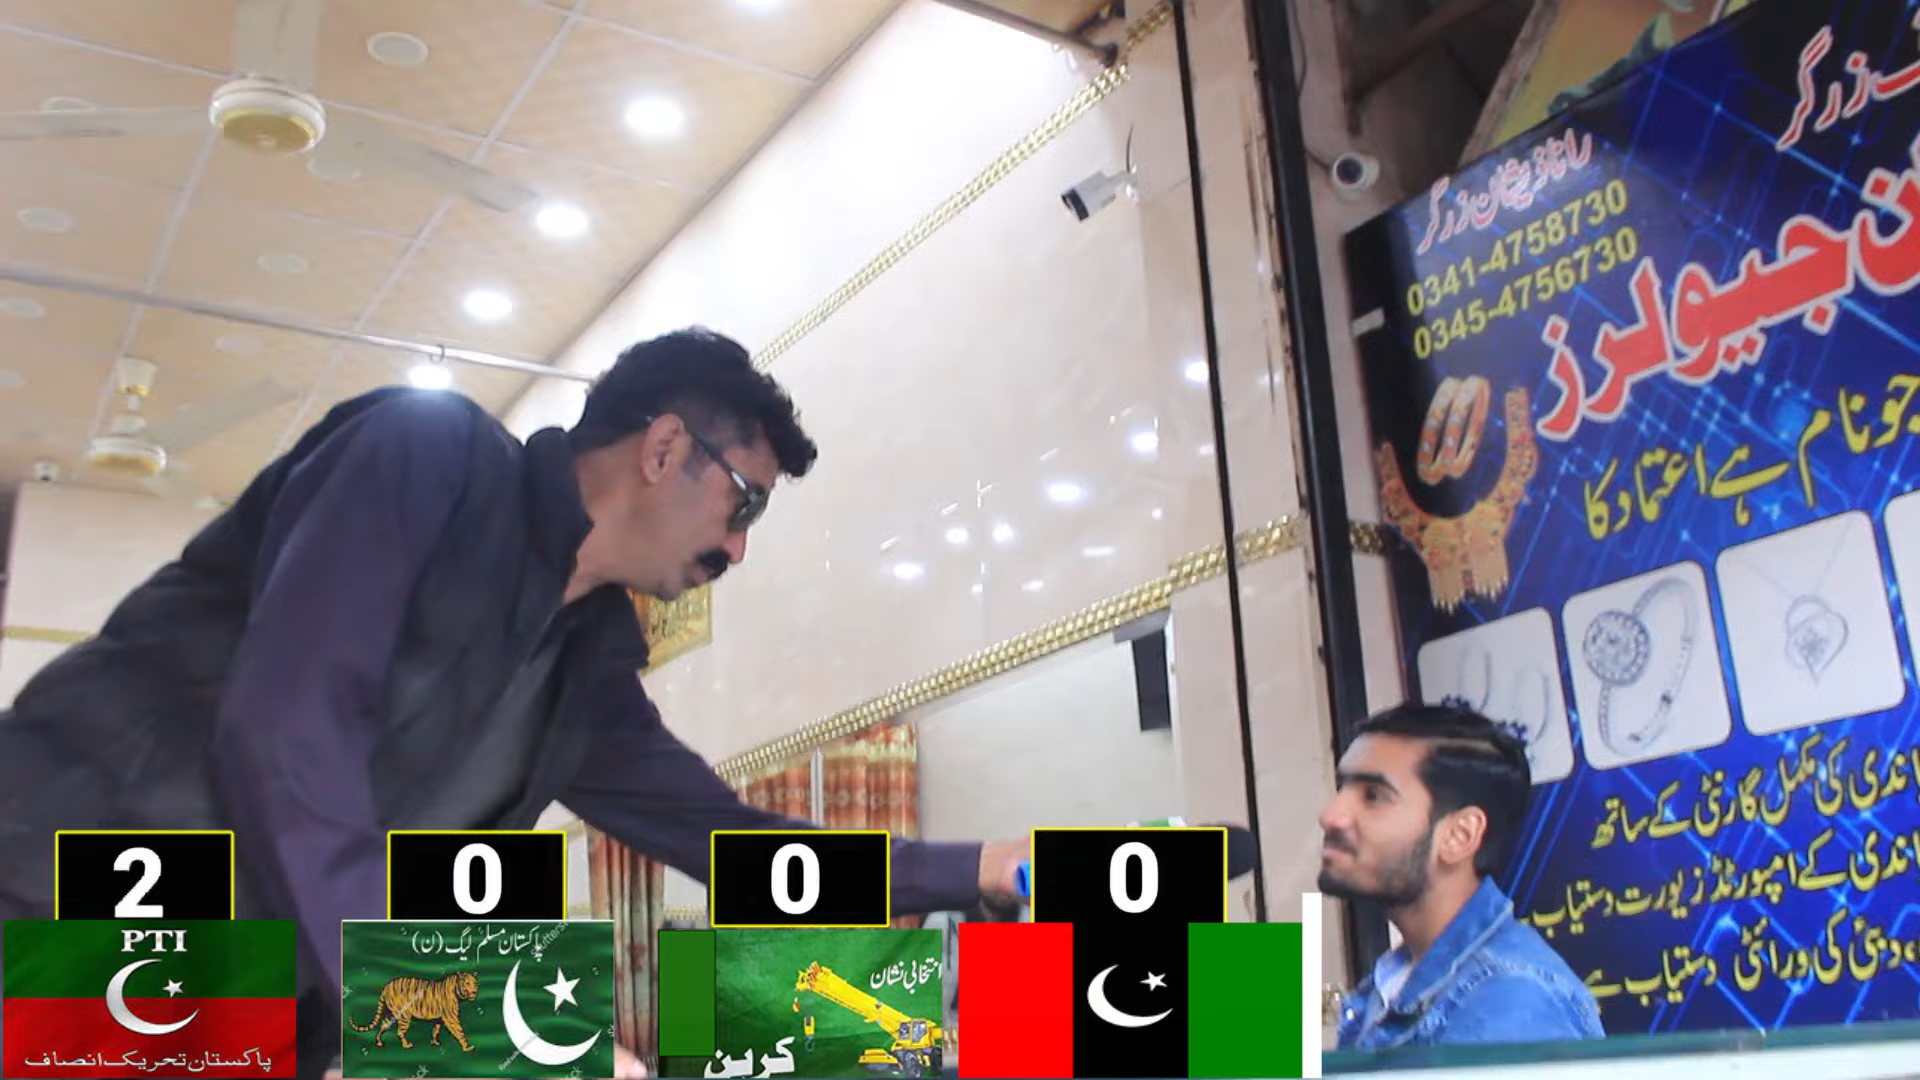 رانا ذیشان زرگر
0341-4758730
0345-4756730
زرگر
جیولرز
جو نام ہے اعتماد کا
کی مکمل گارنٹی کے ساتھ
کے امپورٹڈ زیورت دستیاب
دبئی کی ورائٹی دستیاب ہے
2
0
0
0
PTI
پاکستان تحریک انصاف
پاکستان مسلم لیگ (ن)
انتخابی نشان
کرین